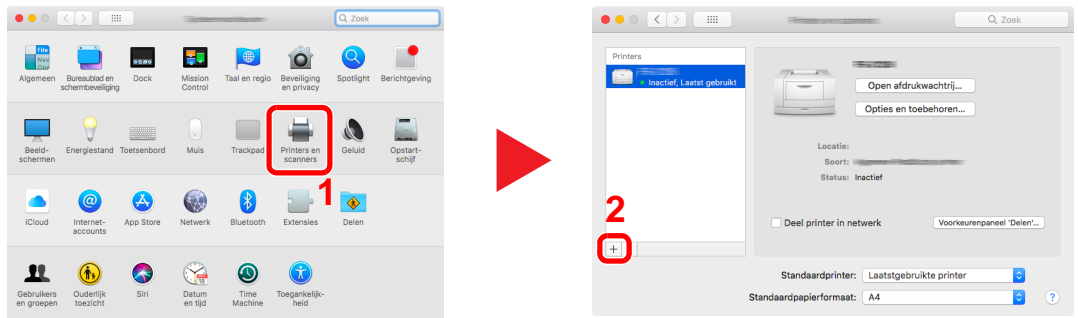 Zoek
File
Algemeen
Bureaublad en
schermbeveiliging
Dock
Mission
Control
Taal en regio
Beveiliging
en privacy
Spotlight
Berichtgeving
Beeld-
schermen
Energiestand
Toetsenbord
Muis
Trackpad
Printers en
scanners
Geluid
Opstart-
schijf
1
iCloud
Internet-
accounts
App Store
Netwerk
Bluetooth
Extensies
Delen
Gebruikers
en groepen
Ouderlijk
toezicht
Siri
Datum
en tijd
Time
Machine
Toegankelijk-
heid
Zoek
Printers
Inactief, Laatst gebruikt
Open afdrukwachtrij...
Opties en toebehoren...
Locatie:
Soort:
Status: Inactief
2
+
Deel printer in netwerk
Voorkeurenpaneel 'Delen'...
Standaardprinter: Laatstgebruikte printer
Standaardpapierformaat: A4
?